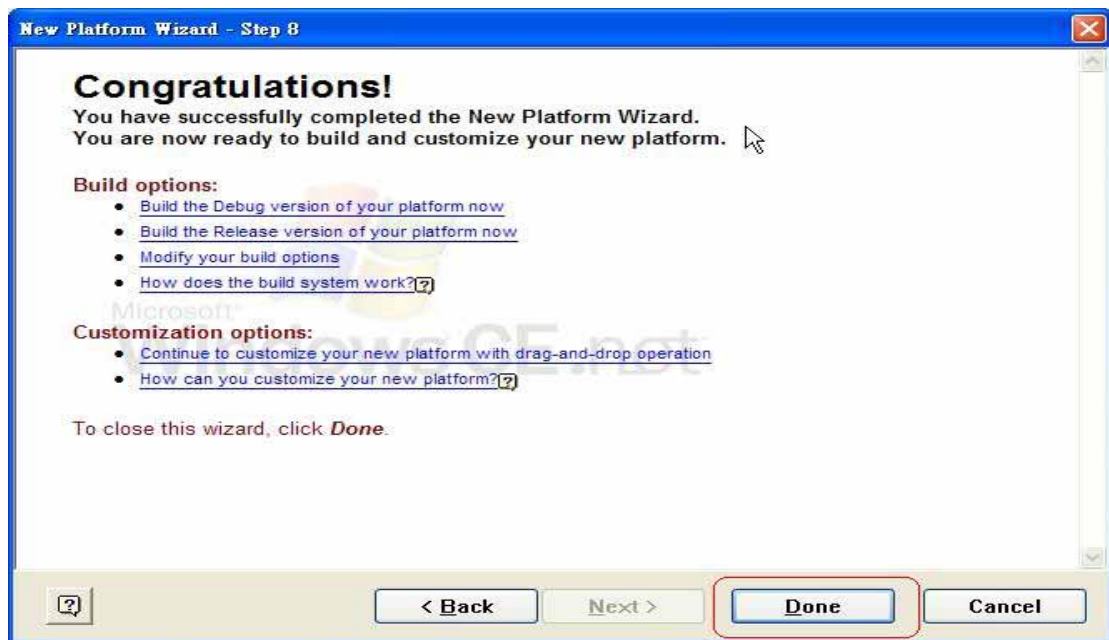 New Platform Wizard - Step 8
Congratulations!
You have successfully completed the New Platform Wizard.
You are now ready to build and customize your new platform.
Build options:
Build the Debug version of your platform now
Build the Release version of your platform now
Modify your build options
How does the build system work?
Microsoft
Windows CE.net
Customization options:
Continue to customize your new platform with drag-and-drop operation
How can you customize your new platform?
To close this wizard, click Done.
< Back Next > Done Cancel